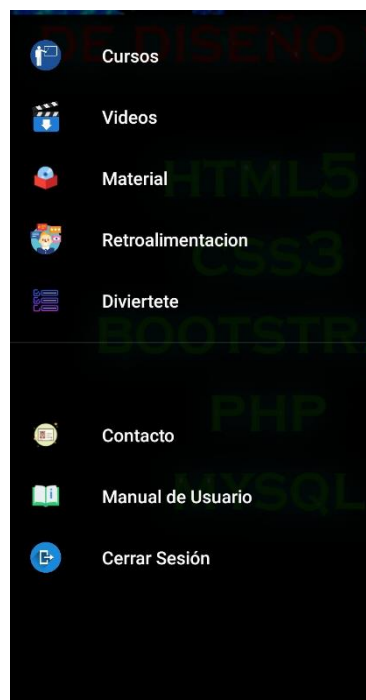 DE DISEÑO
Cursos
Videos
HTML5
Material
Retroalimentacion
CSS3
Diviertete
BOOTSTR
PHP
Contacto
MYSQL
Manual de Usuario
Cerrar Sesión